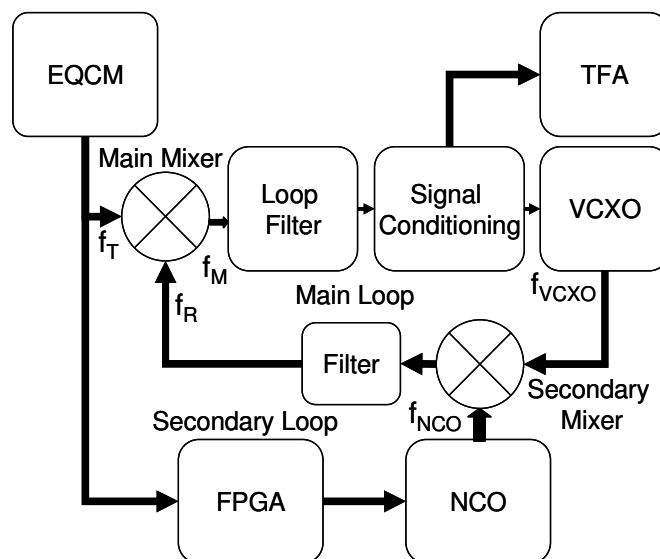 EQCM
TFA
Main Mixer
Loop
Filter
Signal
Conditioning
VCXO
f_T
f_M
f_VCXO
Main Loop
f_R
Filter
Secondary
Mixer
f_NCO
Secondary Loop
FPGA
NCO